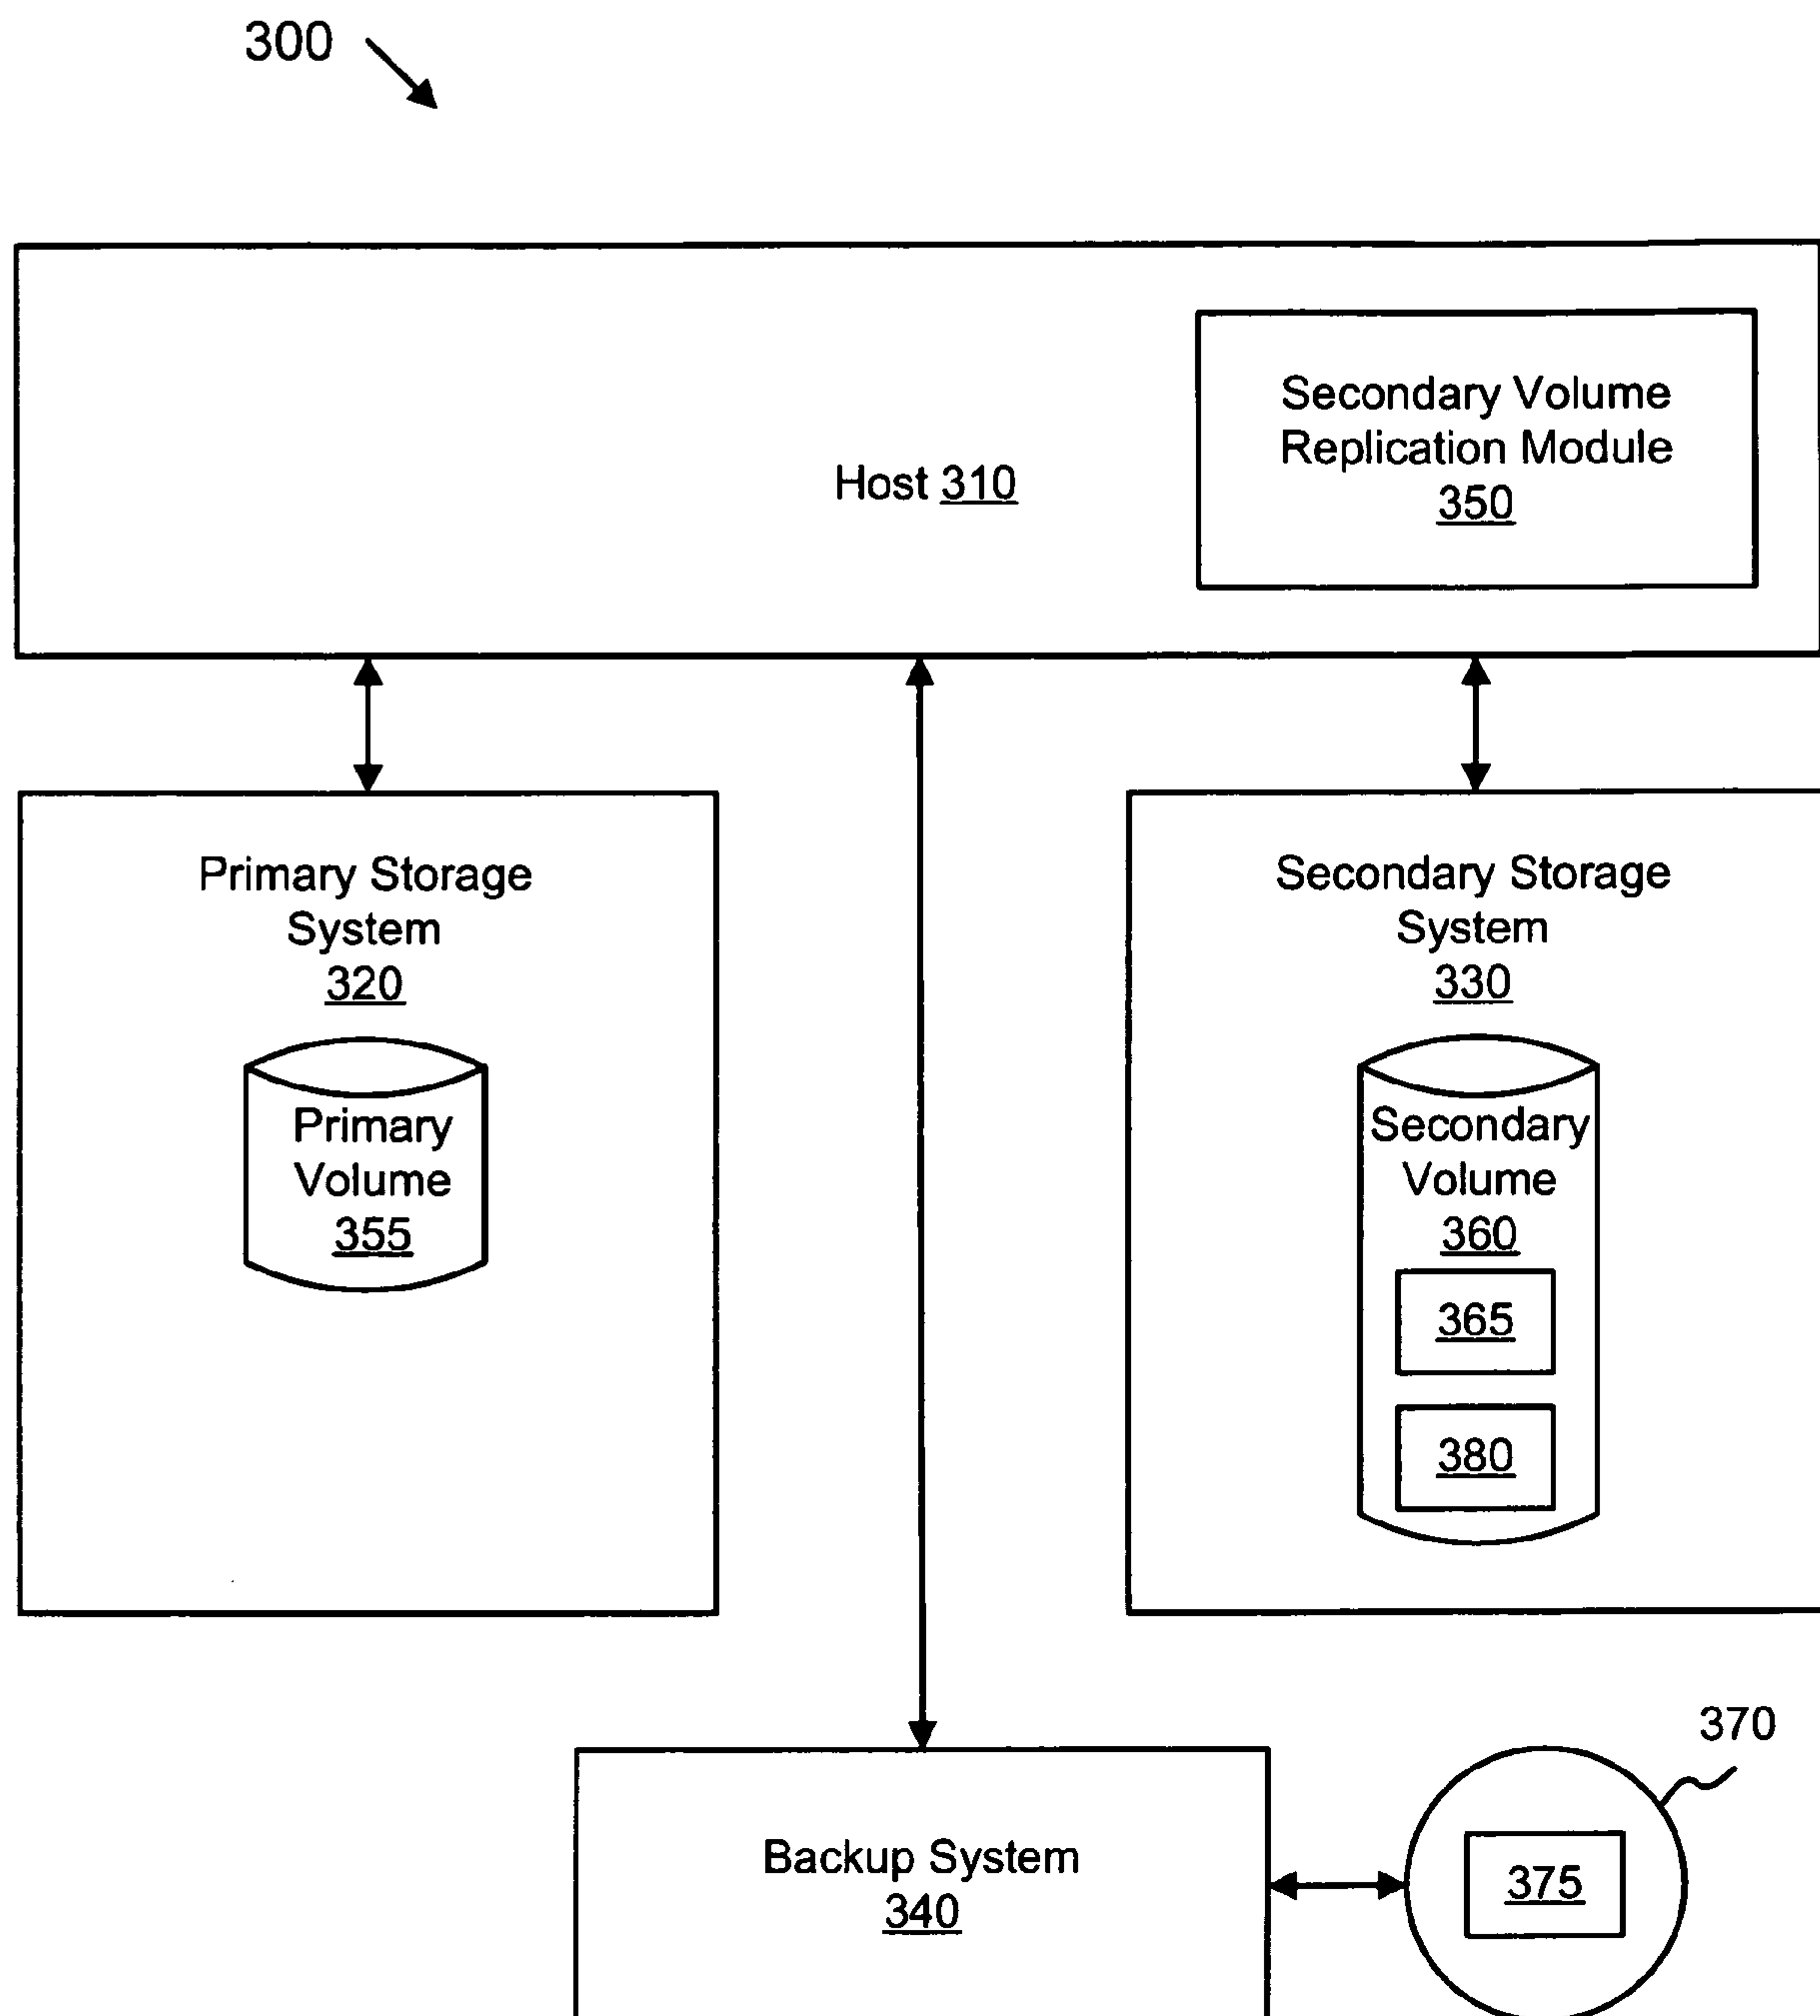 300
Secondary Volume
Replication Module
350
Host 310
Primary Storage
System
320
Primary
Volume
355
Secondary Storage
System
330
Secondary
Volume
360
365
380
370
Backup System
340
375